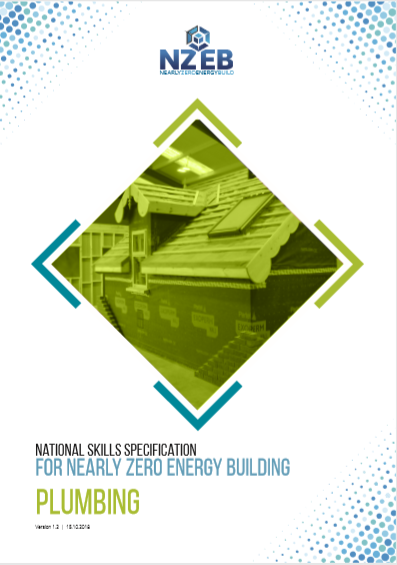 NZEB
NEARLYZEROENERGYBUILD
NATIONAL SKILLS SPECIFICATION
FOR NEARLY ZERO ENERGY BUILDING
PLUMBING